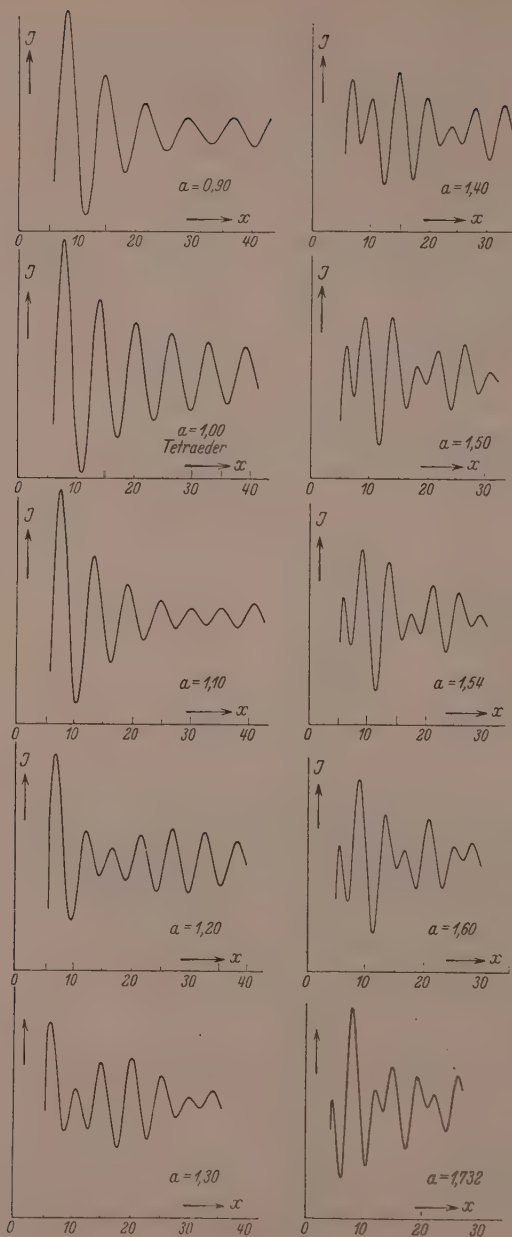 J
a = 0,90
x
0 10 20 30 40
J
a = 1,40
x
0 10 20 30
J
a = 1,00
Tetraeder
x
0 10 20 30 40
J
a = 1,50
x
0 10 20 30
J
a = 1,10
x
0 10 20 30 40
J
a = 1,54
x
0 10 20 30
J
a = 1,20
x
0 10 20 30 40
J
a = 1,60
x
0 10 20 30
a = 1,30
x
0 10 20 30 40
a = 1,732
x
0 10 20 30